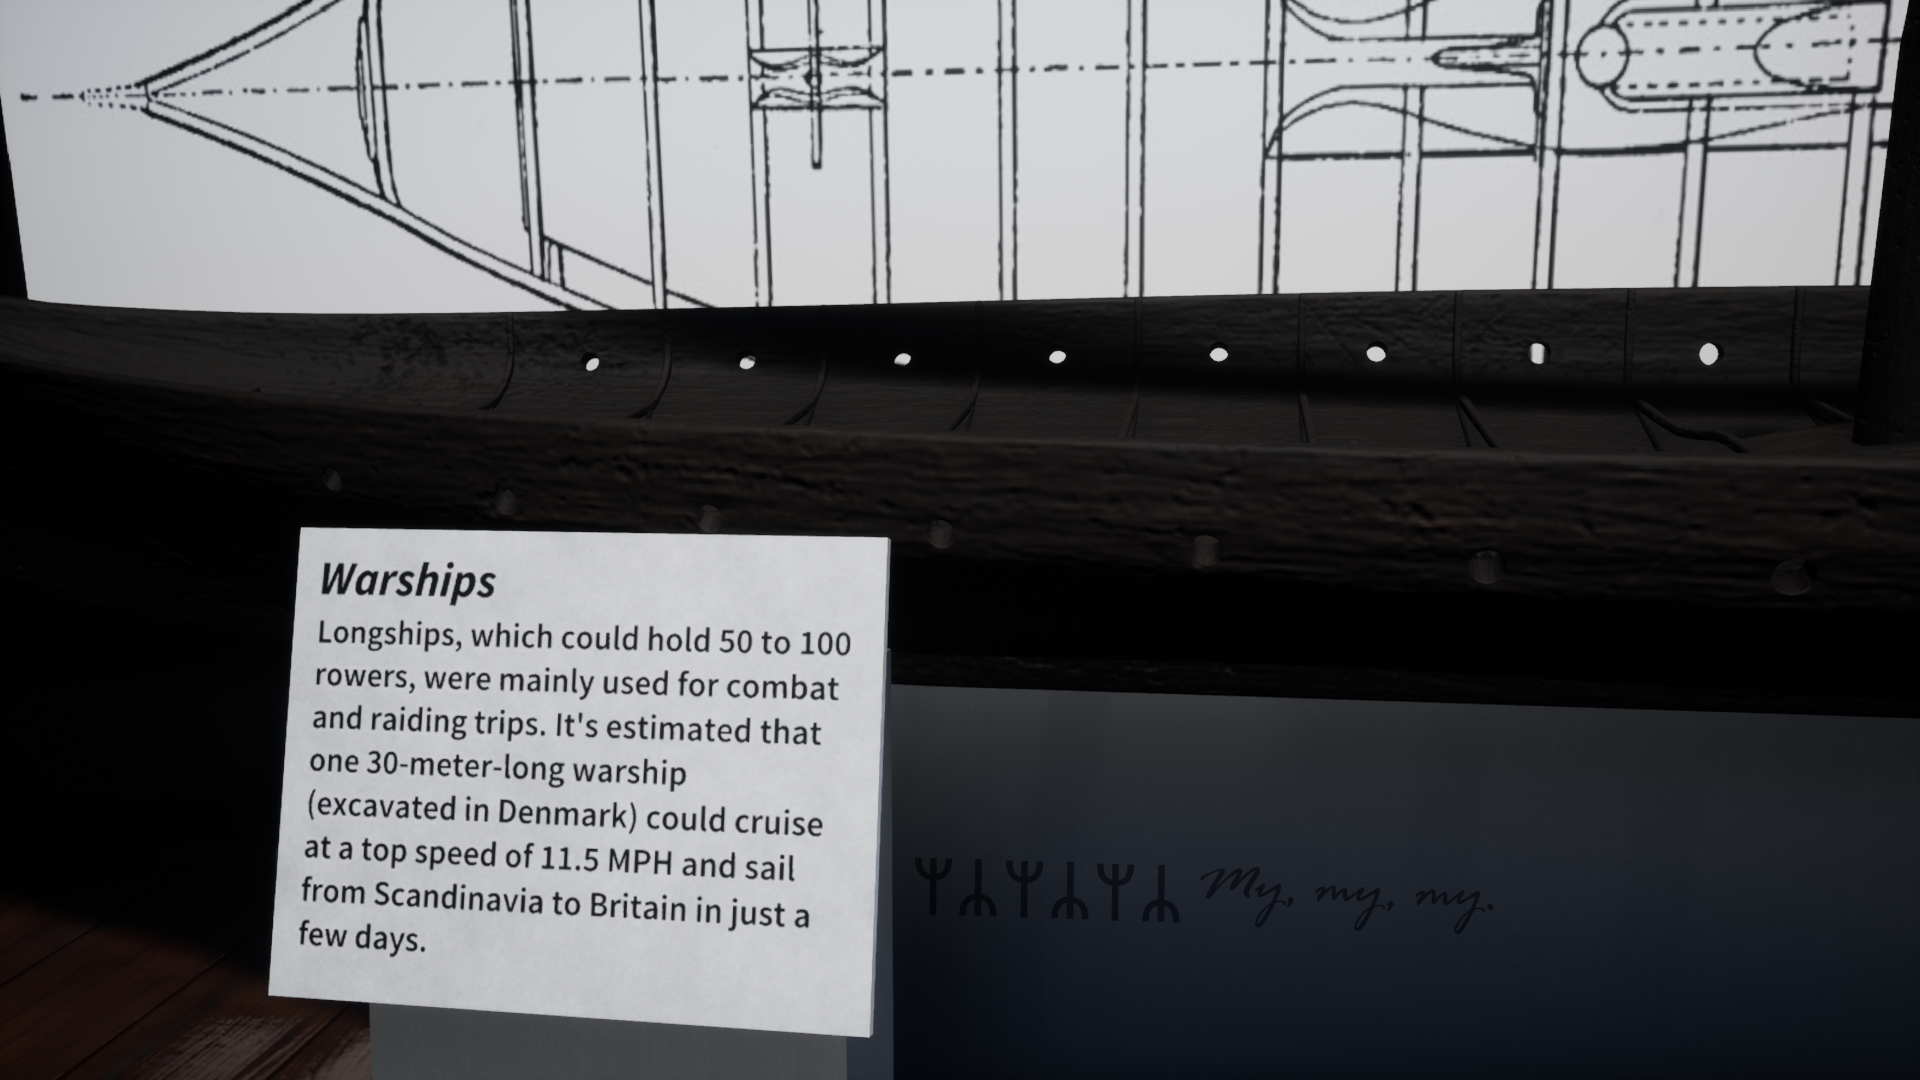 Warships
Longships, which could hold 50 to 100
rowers, were mainly used for combat
and raiding trips. It's estimated that
one 30-meter-long warship
(excavated in Denmark) could cruise
at a top speed of 11.5 MPH and sail
from Scandinavia to Britain in just a
few days.
ᛘᛦᛘᛦᛘᛦ My, my, my.